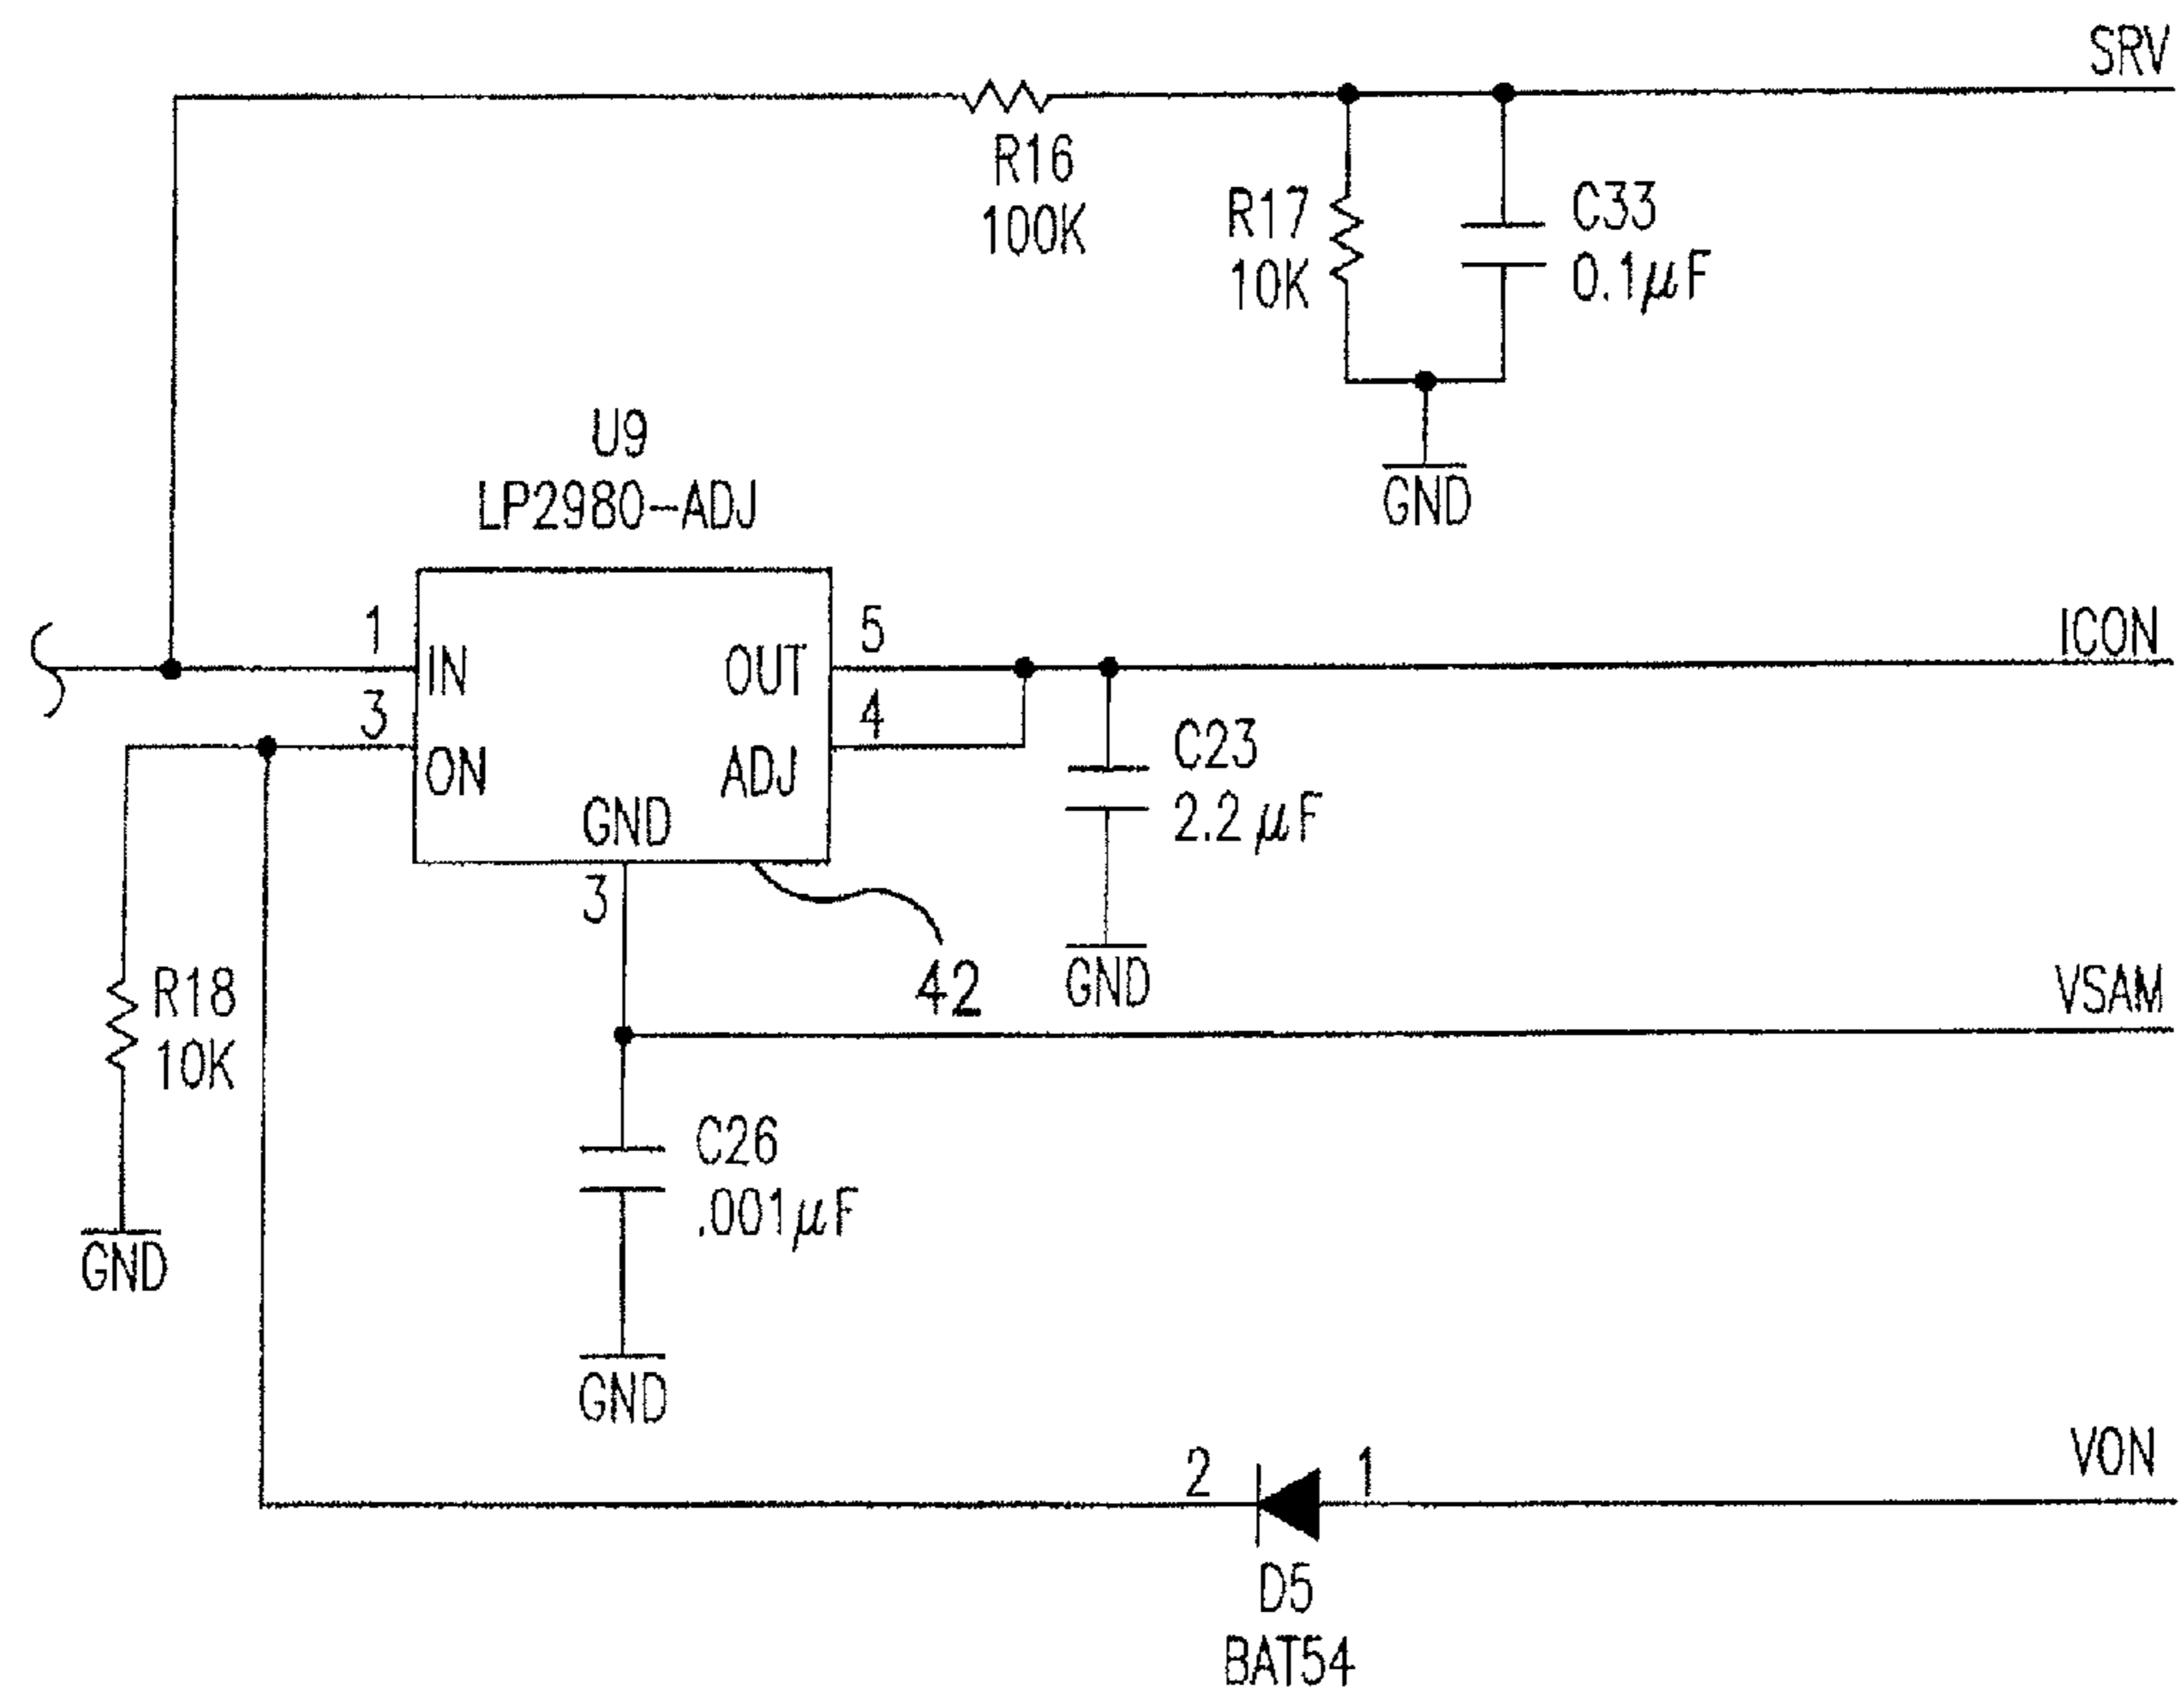 SRV
R16
100K
R17
10K
C33
0.1μF
GND
U9
LP2980-ADJ
1
IN
3
ON
OUT
5
ADJ
4
GND
3
ICON
C23
2.2μF
GND
42
VSAM
R18
10K
GND
C26
.001μF
GND
VON
2
1
D5
BAT54